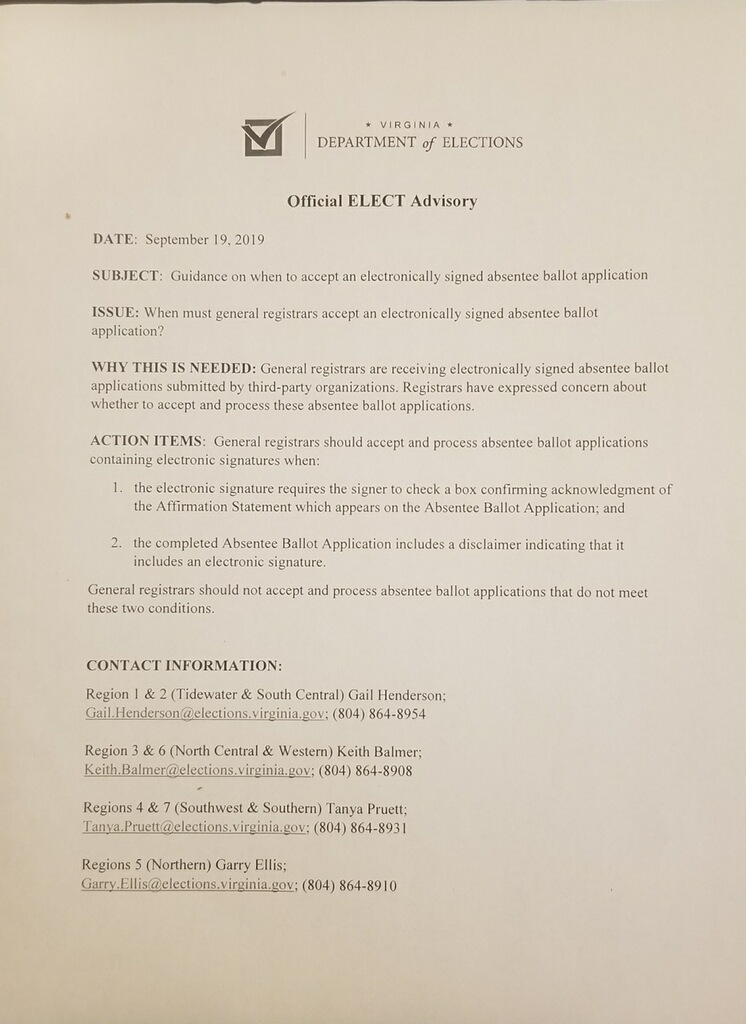 ★ VIRGINIA ★
DEPARTMENT of ELECTIONS
Official ELECT Advisory
DATE: September 19, 2019
SUBJECT: Guidance on when to accept an electronically signed absentee ballot application
ISSUE: When must general registrars accept an electronically signed absentee ballot
application?
WHY THIS IS NEEDED: General registrars are receiving electronically signed absentee ballot
applications submitted by third-party organizations. Registrars have expressed concern about
whether to accept and process these absentee ballot applications.
ACTION ITEMS: General registrars should accept and process absentee ballot applications
containing electronic signatures when:
1. the electronic signature requires the signer to check a box confirming acknowledgment of
the Affirmation Statement which appears on the Absentee Ballot Application; and
2. the completed Absentee Ballot Application includes a disclaimer indicating that it
includes an electronic signature.
General registrars should not accept and process absentee ballot applications that do not meet
these two conditions.
CONTACT INFORMATION:
Region 1 & 2 (Tidewater & South Central) Gail Henderson;
Gail.Henderson@elections.virginia.gov; (804) 864-8954
Region 3 & 6 (North Central & Western) Keith Balmer;
Keith.Balmer@elections.virginia.gov; (804) 864-8908
Regions 4 & 7 (Southwest & Southern) Tanya Pruett;
Tanya.Pruett@elections.virginia.gov; (804) 864-8931
Regions 5 (Northern) Garry Ellis;
Garry.Ellis@elections.virginia.gov; (804) 864-8910